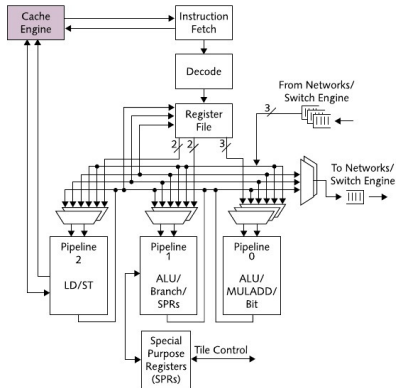 Cache
Engine
Instruction
Fetch
Decode
Register
File
From Networks/
Switch Engine
3
2
2
3
To Networks/
Switch Engine
Pipeline
2
LD/ST
Pipeline
1
ALU/
Branch/
SPRs
Pipeline
0
ALU/
MULADD/
Bit
Special
Purpose
Registers
(SPRs)
Tile Control